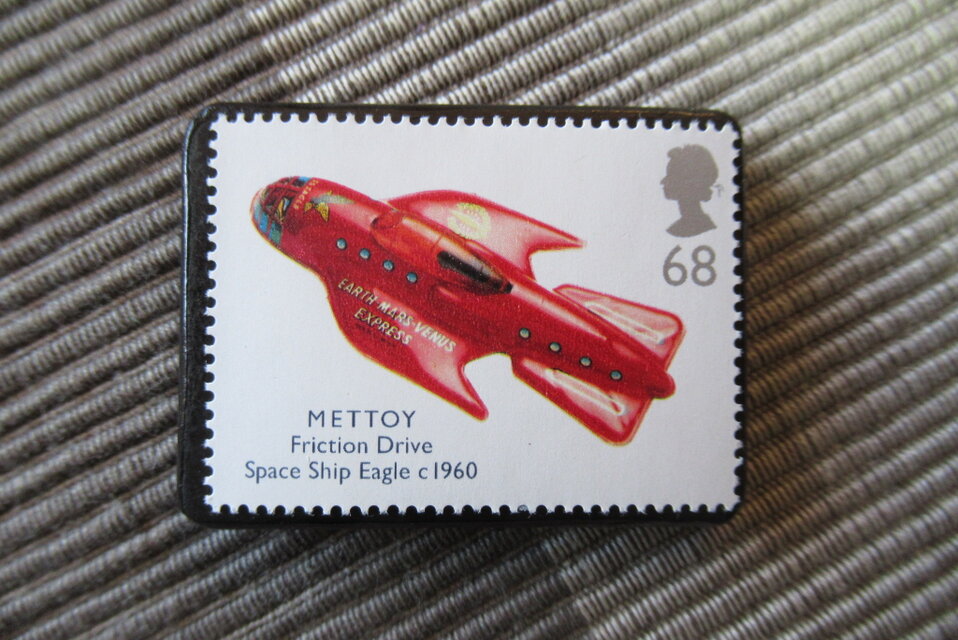 68
EARTH-MARS-VENUS
EXPRESS
METTOY
Friction Drive
Space Ship Eagle c1960